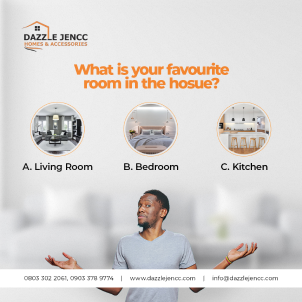 DAZZLE JENCC
HOMES & ACCESSORIES
What is your favourite
room in the hosue?
A. Living Room
B. Bedroom
C. Kitchen
0803 302 2061, 0903 378 9774 | www.dazzlejencc.com | info@dazzlejencc.com